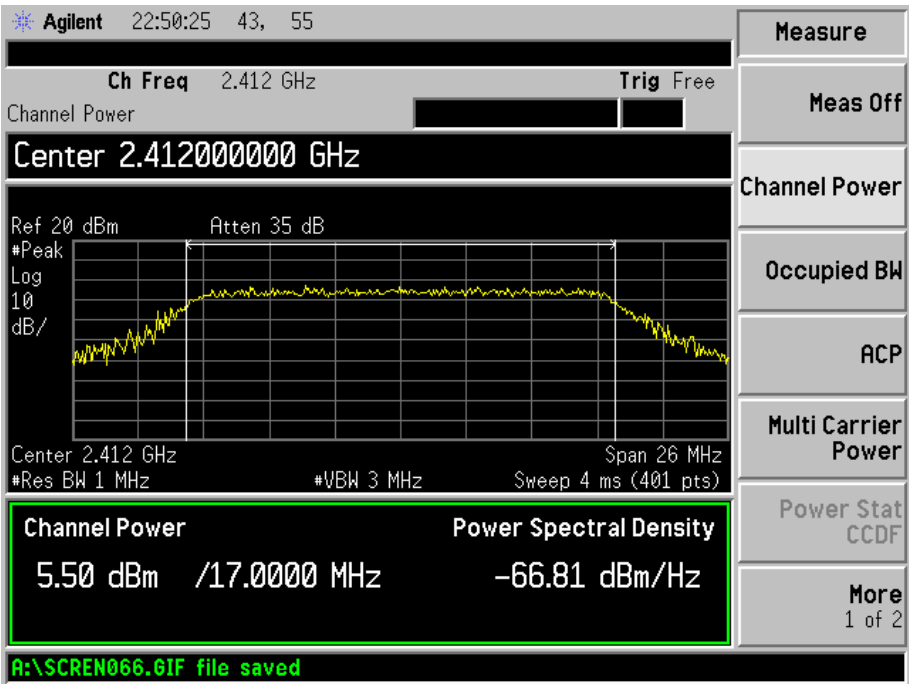 Agilent 22:50:25 43, 55
Measure
Ch Freq 2.412 GHz
Trig Free
Channel Power
Meas Off
Center 2.412000000 GHz
Channel Power
Ref 20 dBm
Atten 35 dB
#Peak
Log
10
dB/
Occupied BW
ACP
Center 2.412 GHz
Span 26 MHz
#Res BW 1 MHz
#VBW 3 MHz
Sweep 4 ms (401 pts)
Multi Carrier
Power
Channel Power
Power Spectral Density
5.50 dBm /17.0000 MHz
-66.81 dBm/Hz
Power Stat
CCDF
More
1 of 2
A:\SCREN066.GIF file saved